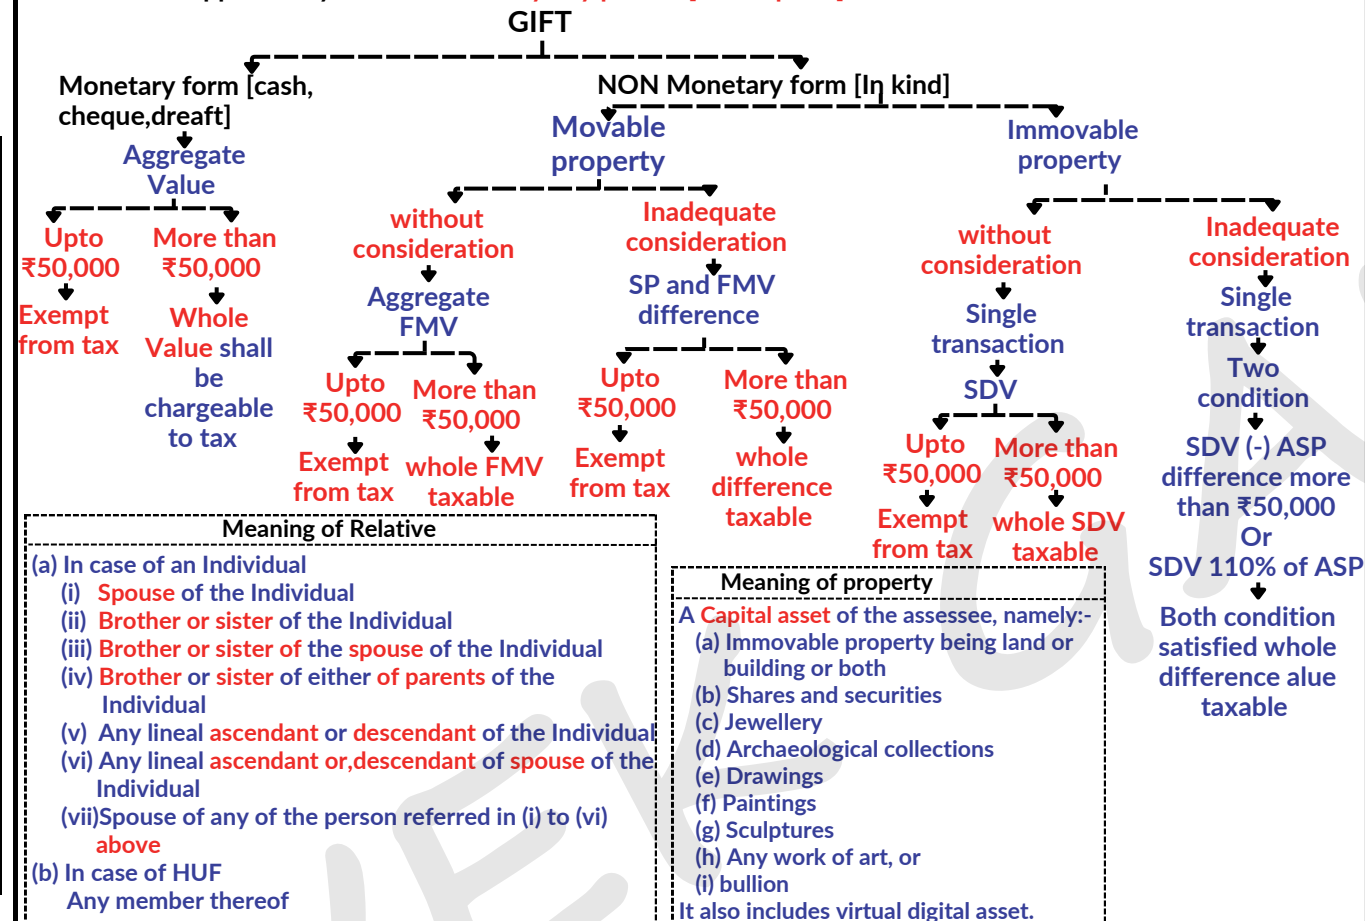 GIFT
Monetary form [cash,
cheque,dreaft]
Aggregate
Value
Upto
₹50,000
Exempt
from tax
More than
₹50,000
Whole
Value shall
be
chargeable
to tax
NON Monetary form [In kind]
Movable
property
without
consideration
Aggregate
FMV
Upto
₹50,000
Exempt
from tax
More than
₹50,000
whole FMV
taxable
Inadequate
consideration
SP and FMV
difference
Upto
₹50,000
Exempt
from tax
More than
₹50,000
whole
difference
taxable
Immovable
property
without
consideration
Single
transaction
SDV
Upto
₹50,000
Exempt
from tax
More than
₹50,000
whole SDV
taxable
Inadequate
consideration
Single
transaction
Two
condition
SDV (-) ASP
difference more
than ₹50,000
Or
SDV 110% of ASP
Both condition
satisfied whole
difference alue
taxable
Meaning of Relative
(a) In case of an Individual
(i) Spouse of the Individual
(ii) Brother or sister of the Individual
(iii) Brother or sister of the spouse of the Individual
(iv) Brother or sister of either of parents of the
Individual
(v) Any lineal ascendant or descendant of the Individual
(vi) Any lineal ascendant or,descendant of spouse of the
Individual
(vii)Spouse of any of the person referred in (i) to (vi)
above
(b) In case of HUF
Any member thereof
Meaning of property
A Capital asset of the assessee, namely:-
(a) Immovable property being land or
building or both
(b) Shares and securities
(c) Jewellery
(d) Archaeological collections
(e) Drawings
(f) Paintings
(g) Sculptures
(h) Any work of art, or
(i) bullion
It also includes virtual digital asset.